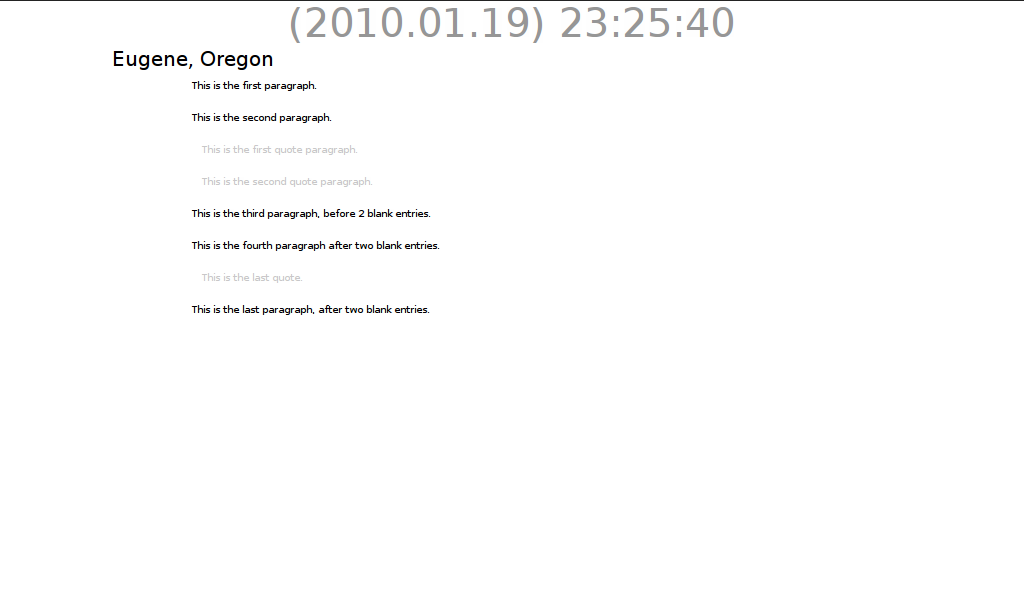 (2010.01.19) 23:25:40
Eugene, Oregon
This is the first paragraph.
This is the second paragraph.
This is the first quote paragraph.
This is the second quote paragraph.
This is the third paragraph, before 2 blank entries.
This is the fourth paragraph after two blank entries.
This is the last quote.
This is the last paragraph, after two blank entries.